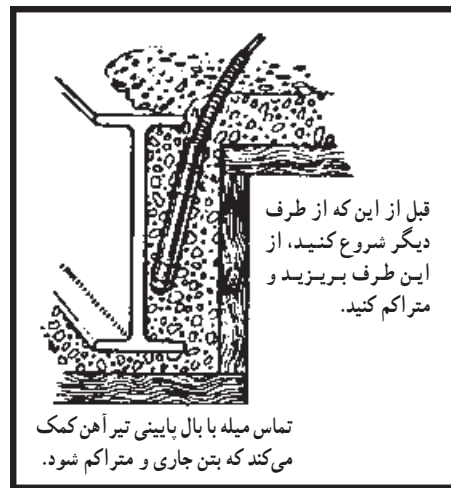 قبل از این که از طرف
دیگر شروع کنید، از
این طرف بریزید و
متراکم کنید.
تماس میله با بال پایینی تیرآهن کمک
می‌کند که بتن جاری و متراکم شود.